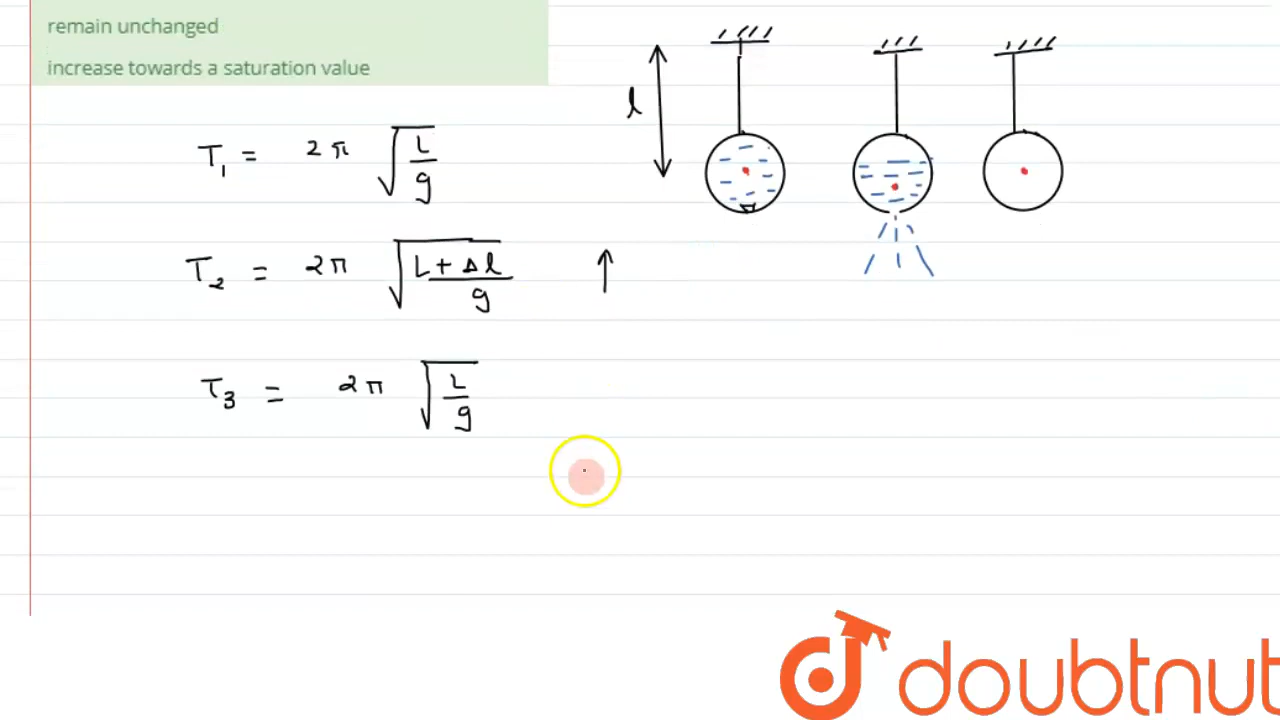 remain unchanged
increase towards a saturation value
l
T₁ = 2π √(L/g)
T₂ = 2π √((L + Δl)/g) ↑
T₃ = 2π √(L/g)
doubtnut